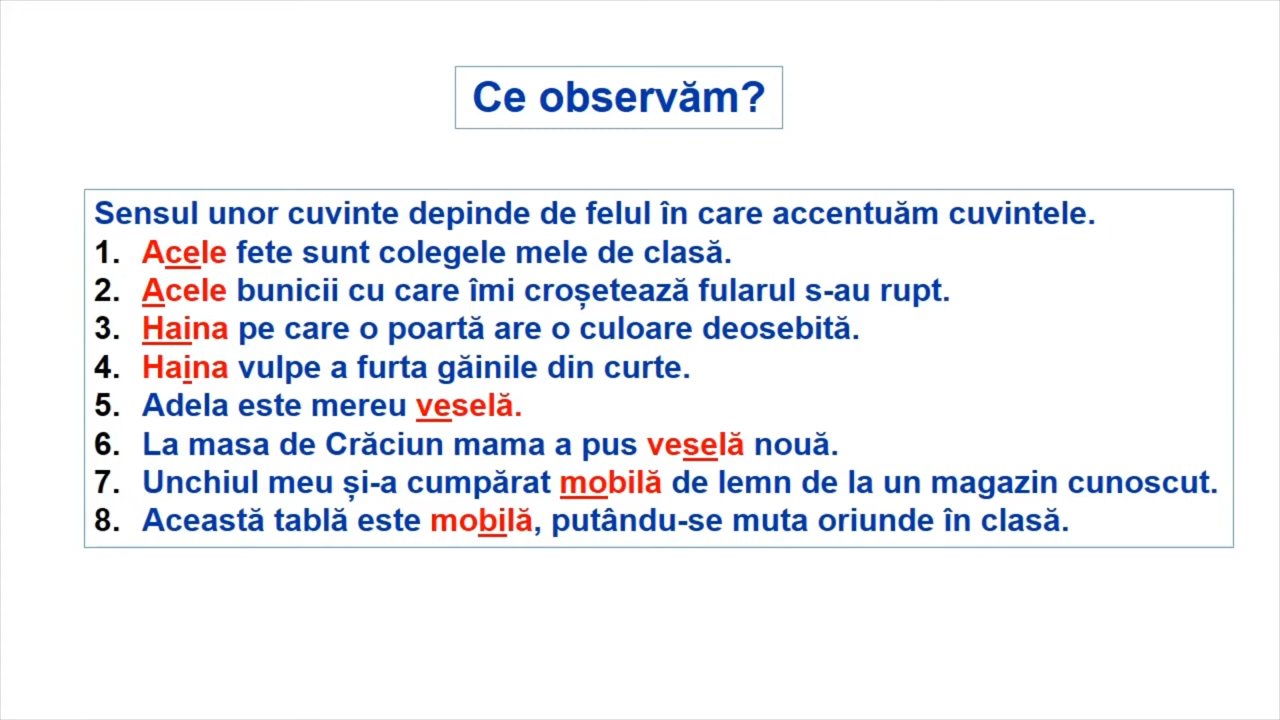 Ce observăm?
Sensul unor cuvinte depinde de felul în care accentuăm cuvintele.
1. Acele fete sunt colegele mele de clasă.
2. Acele bunicii cu care îmi croșetează fularul s-au rupt.
3. Haina pe care o poartă are o culoare deosebită.
4. Haina vulpe a furta găinile din curte.
5. Adela este mereu veselă.
6. La masa de Crăciun mama a pus veselă nouă.
7. Unchiul meu și-a cumpărat mobilă de lemn de la un magazin cunoscut.
8. Această tablă este mobilă, putându-se muta oriunde în clasă.